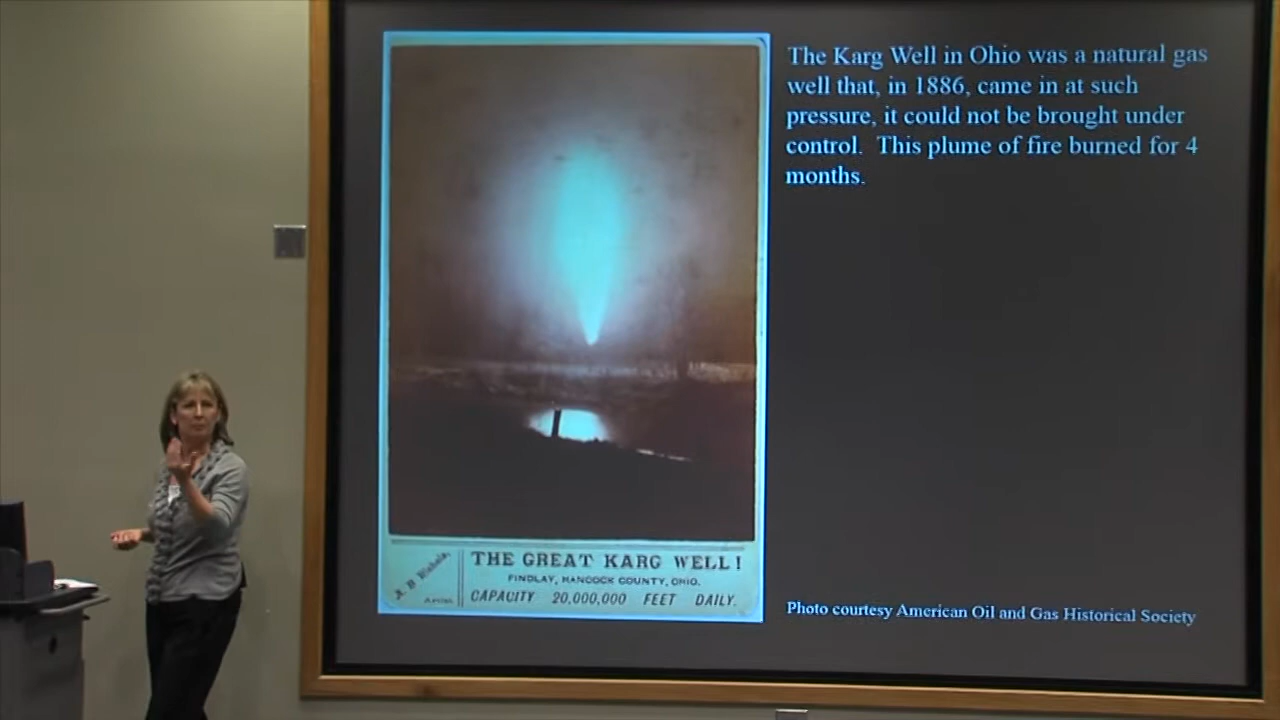 The Karg Well in Ohio was a natural gas
well that, in 1886, came in at such
pressure, it could not be brought under
control.  This plume of fire burned for 4
months.
A. B.
THE GREAT KARG WELL!
FINDLAY, HANCOCK COUNTY, OHIO.
CAPACITY 20,000,000 FEET DAILY.
Photo courtesy American Oil and Gas Historical Society